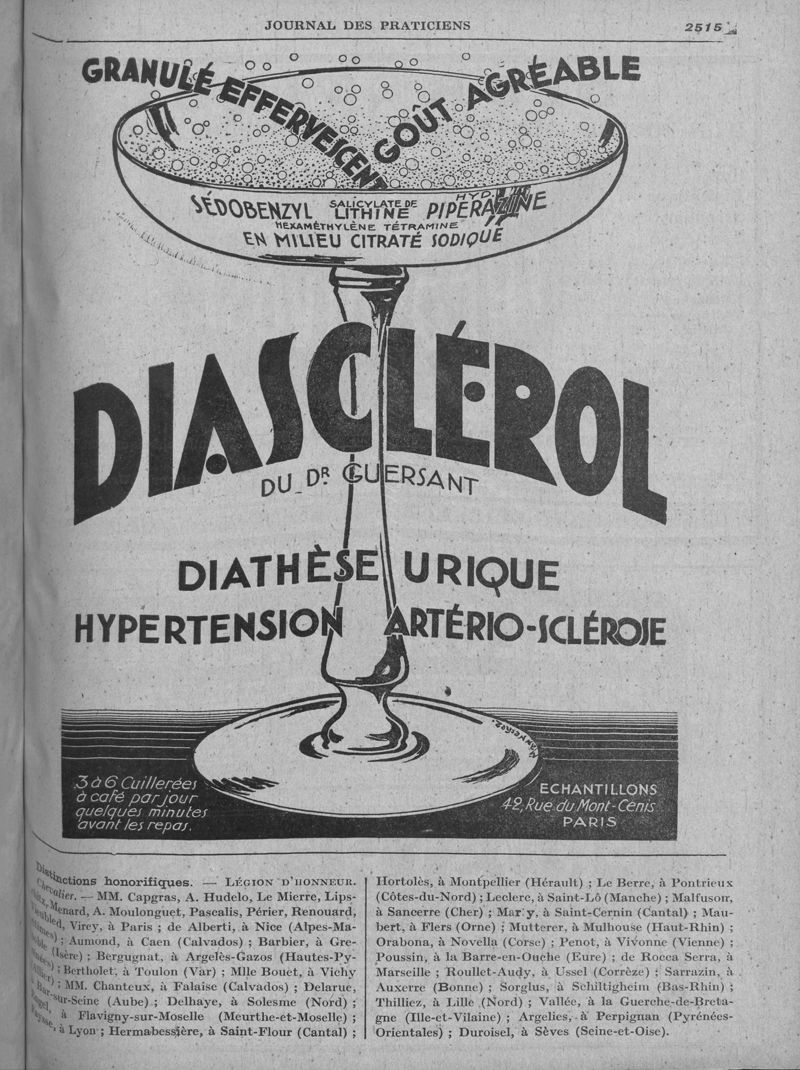 JOURNAL DES PRATICIENS
2515
GRANULÉ EFFERVESCENT
GOÛT AGRÉABLE
SÉDOBENZYL SALICYLATE DE LITHINE PIPÉRAZINE HYD.
HEXAMÉTHYLÈNE TÉTRAMINE
EN MILIEU CITRATÉ SODIQUE
DIASCLÉROL
DU DR GUERSANT
DIATHÈSE URIQUE
HYPERTENSION ARTÉRIO-SCLÉROSE
3 à 6 Cuillerées
à café par jour
quelques minutes
avant les repas.
ECHANTILLONS
42, Rue du Mont-Cenis
PARIS
Distinctions honorifiques. — LÉGION D'HONNEUR.
Chevalier. — MM. Capgras, A. Hudelo, Le Mierre, Lips-
Menard, A. Moulonguet, Pascalis, Périer, Renouard,
Virey, à Paris ; de Alberti, à Nice (Alpes-Ma-
; Aumond, à Caen (Calvados) ; Barbier, à Gre-
(Isère) ; Bergugnat, à Argelès-Gazos (Hautes-Py-
; Bertholet, à Toulon (Var) ; Mlle Bouet, à Vichy
; MM. Chanteux, à Falaise (Calvados) ; Delarue,
Bar-sur-Seine (Aube) ; Delhaye, à Solesme (Nord) ;
à Flavigny-sur-Moselle (Meurthe-et-Moselle) ;
à Lyon ; Hermabessière, à Saint-Flour (Cantal) ;
Hortolès, à Montpellier (Hérault) ; Le Berre, à Pontrieux
(Côtes-du-Nord) ; Leclerc, à Saint-Lô (Manche) ; Malfuson,
à Sancerre (Cher) ; Mary, à Saint-Cernin (Cantal) ; Mau-
bert, à Flers (Orne) ; Mutterer, à Mulhouse (Haut-Rhin) ;
Orabona, à Novella (Corse) ; Penot, à Vivonne (Vienne) ;
Poussin, à la Barre-en-Ouche (Eure) ; de Rocca Serra, à
Marseille ; Roullet-Audy, à Ussel (Corrèze) ; Sarrazin, à
Auxerre (Bonne) ; Sorglus, à Schiltigheim (Bas-Rhin) ;
Thilliez, à Lille (Nord) ; Vallée, à la Guerche-de-Breta-
gne (Ille-et-Vilaine) ; Argelies, à Perpignan (Pyrénées-
Orientales) ; Duroisel, à Sèves (Seine-et-Oise).